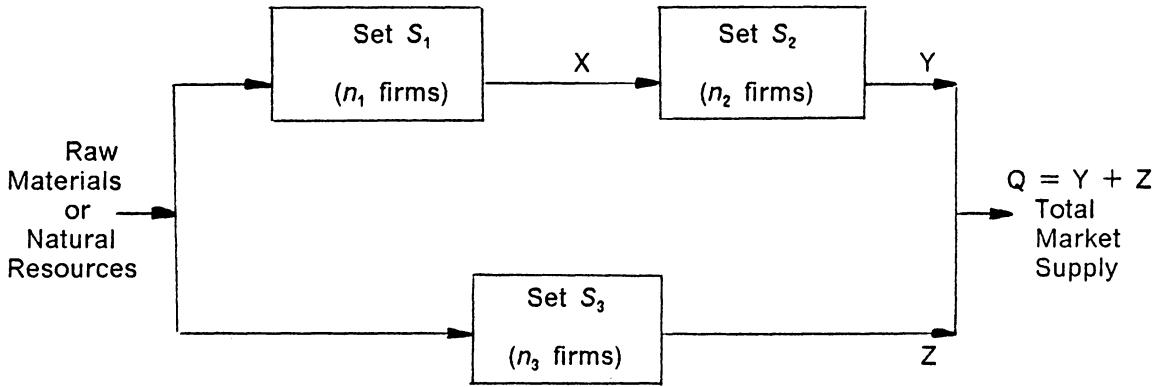 Set S₁
(n₁ firms)
X
Set S₂
(n₂ firms)
Y
Raw
Materials
or
Natural
Resources
Q = Y + Z
Total
Market
Supply
Set S₃
(n₃ firms)
Z